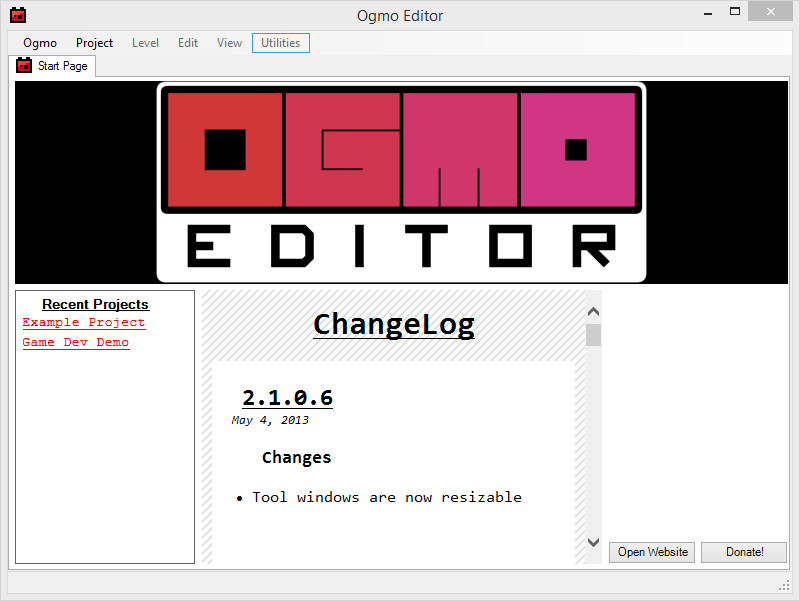 Ogmo Editor
Ogmo Project Level Edit View Utilities
Start Page
OGMO
EDITOR
Recent Projects
Example Project
Game Dev Demo
ChangeLog
2.1.0.6
May 4, 2013
Changes
• Tool windows are now resizable
Open Website Donate!